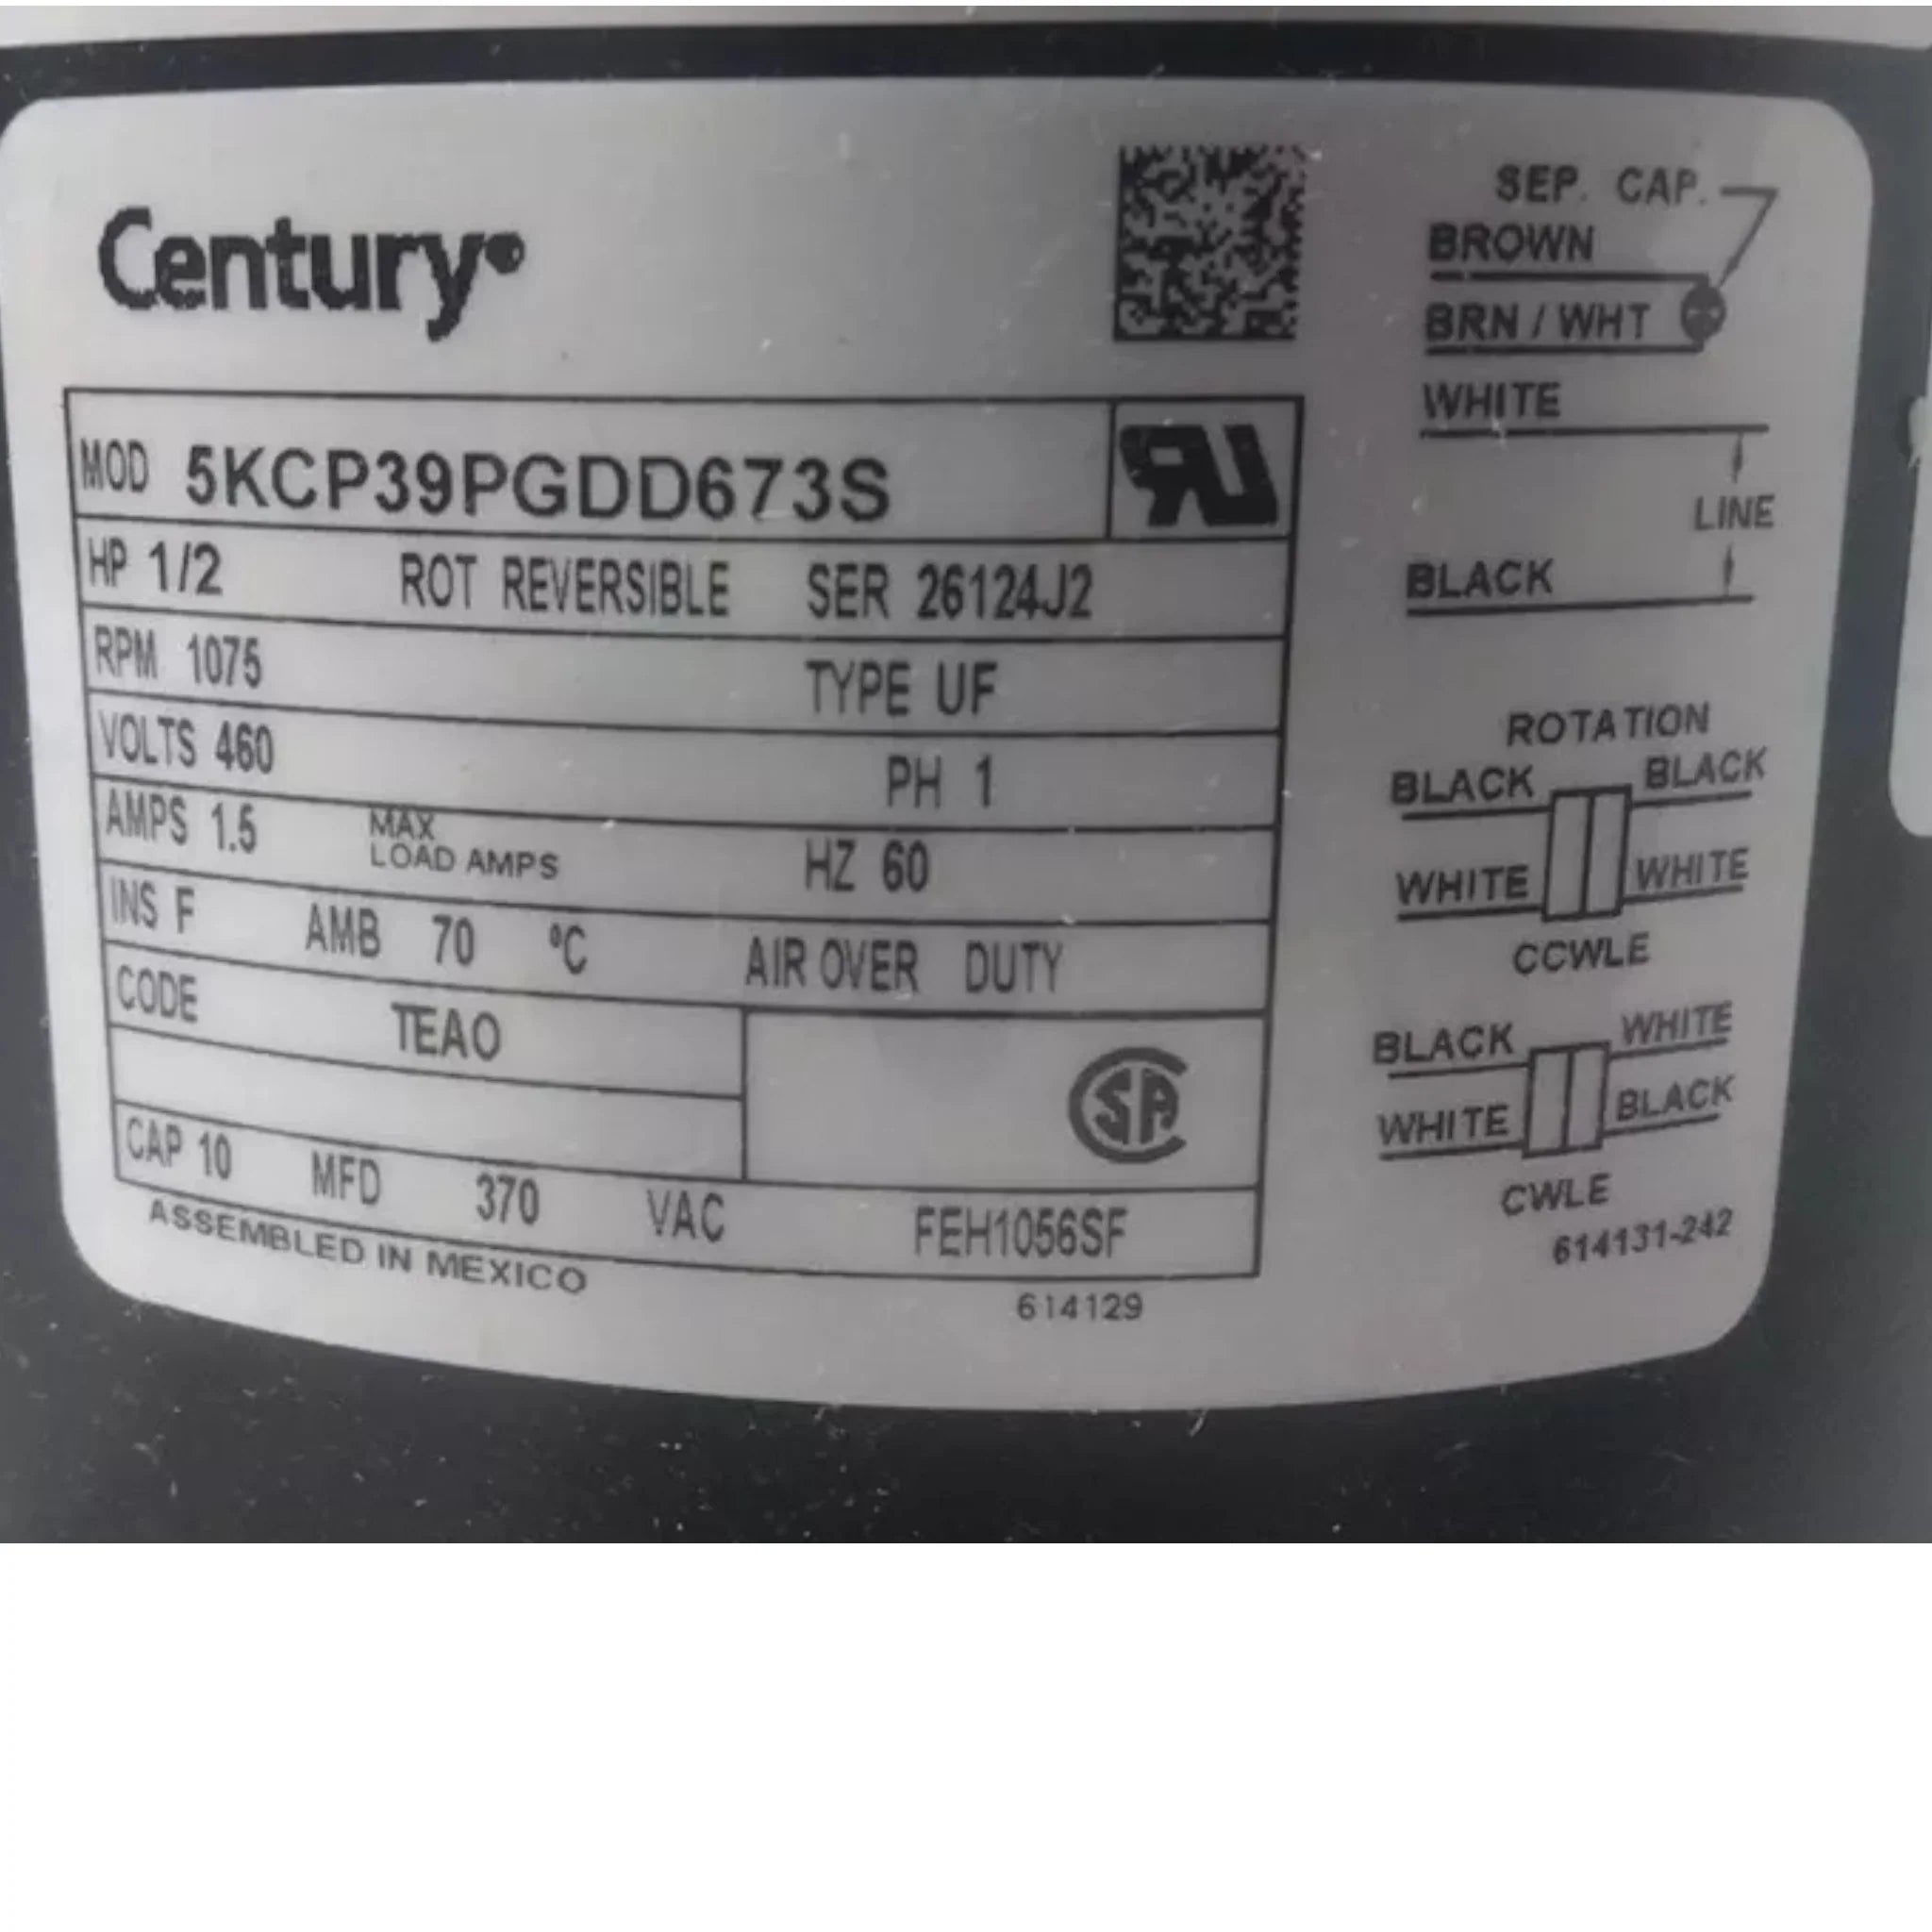 Century®
MOD 5KCP39PGDD673S
HP 1/2 ROT REVERSIBLE SER 26124J2
RPM 1075 TYPE UF
VOLTS 460 PH 1
AMPS 1.5 MAX LOAD AMPS HZ 60
INS F AMB 70 °C AIR OVER DUTY
CODE TEAO
CAP 10 MFD 370 VAC FEH1056SF
ASSEMBLED IN MEXICO
614129
SEP. CAP.
BROWN
BRN / WHT
WHITE
LINE
BLACK
ROTATION
BLACK BLACK
WHITE WHITE
CCWLE
BLACK WHITE
WHITE BLACK
CWLE
614131-242